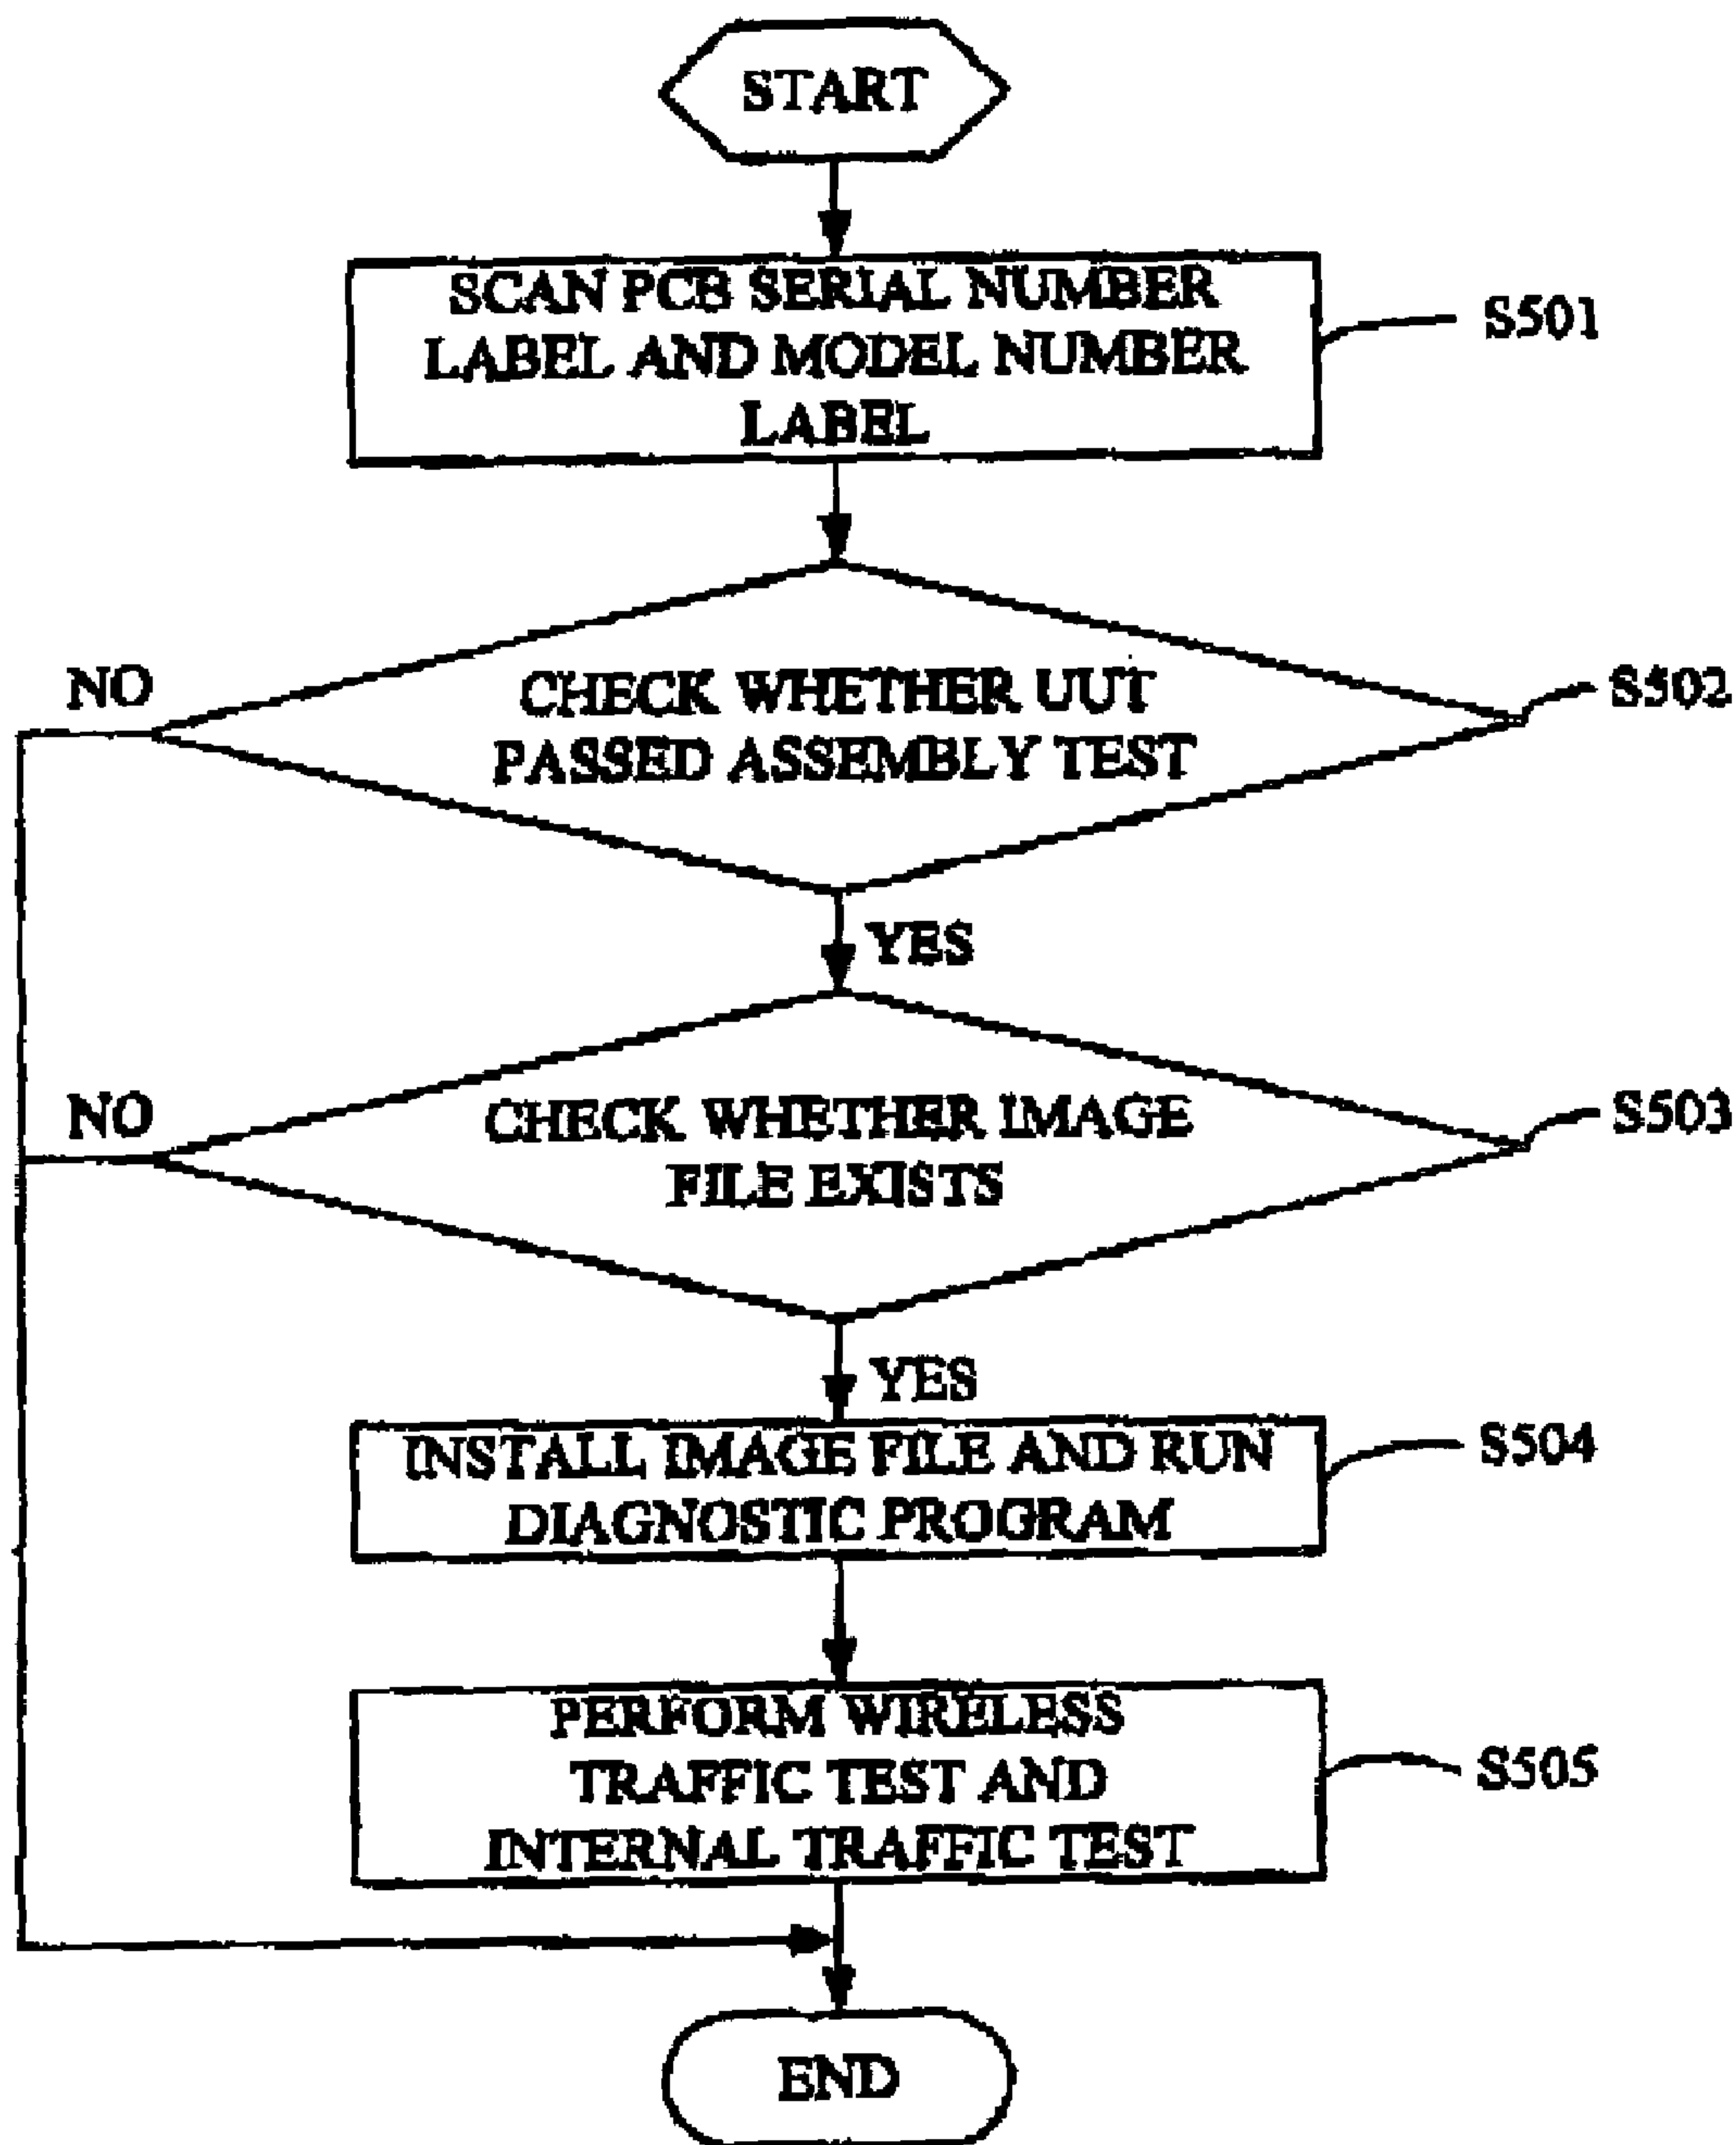 START
SCAN PCB SERIAL NUMBER
LABEL AND MODEL NUMBER
LABEL
S501
NO
CHECK WHETHER UUT
PASSED ASSEMBLY TEST
S502
YES
NO
CHECK WHETHER IMAGE
FILE EXISTS
S503
YES
INSTALL IMAGE FILE AND RUN
DIAGNOSTIC PROGRAM
S504
PERFORM WIRELESS
TRAFFIC TEST AND
INTERNAL TRAFFIC TEST
S505
END